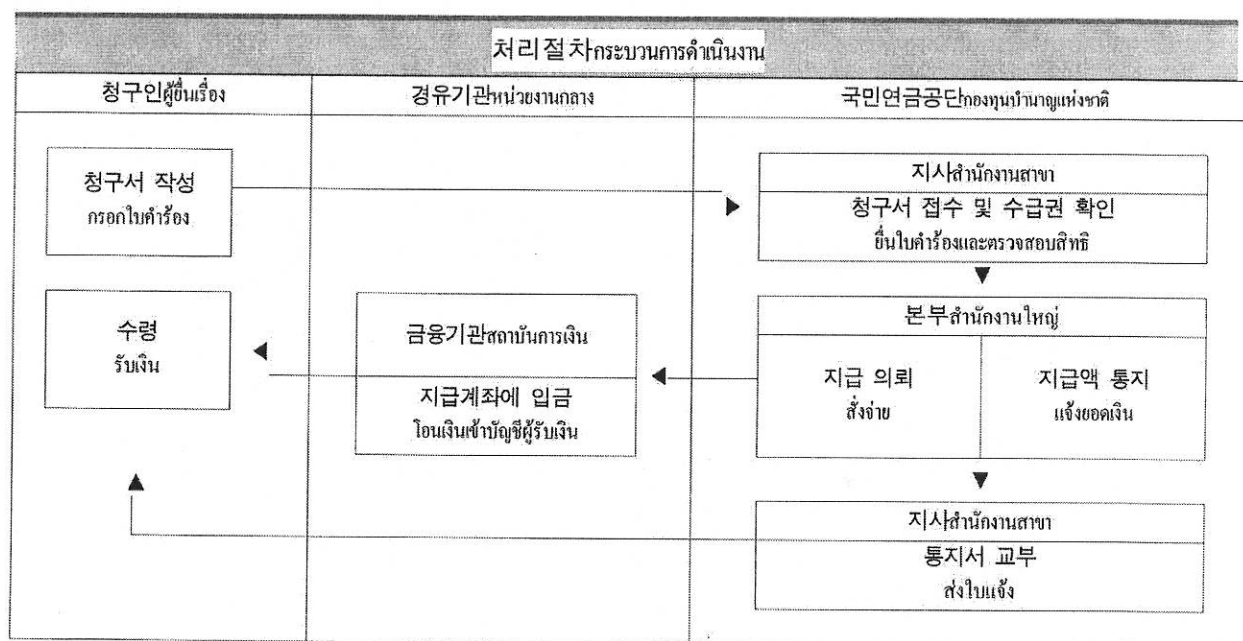 처리절차กระบวนการดำเนินงาน
청구인ผู้ยื่นเรื่อง
경유기관หน่วยงานกลาง
국민연금공단กองทุนบำนาญแห่งชาติ
청구서 작성
กรอกใบคำร้อง
지사สำนักงานสาขา
청구서 접수 및 수급권 확인
ยื่นใบคำร้องและตรวจสอบสิทธิ
수령
รับเงิน
금융기관สถาบันการเงิน
지급계좌에 입금
โอนเงินเข้าบัญชีผู้รับเงิน
본부สำนักงานใหญ่
지급 의뢰
สั่งจ่าย
지급액 통지
แจ้งยอดเงิน
지사สำนักงานสาขา
통지서 교부
ส่งใบแจ้ง